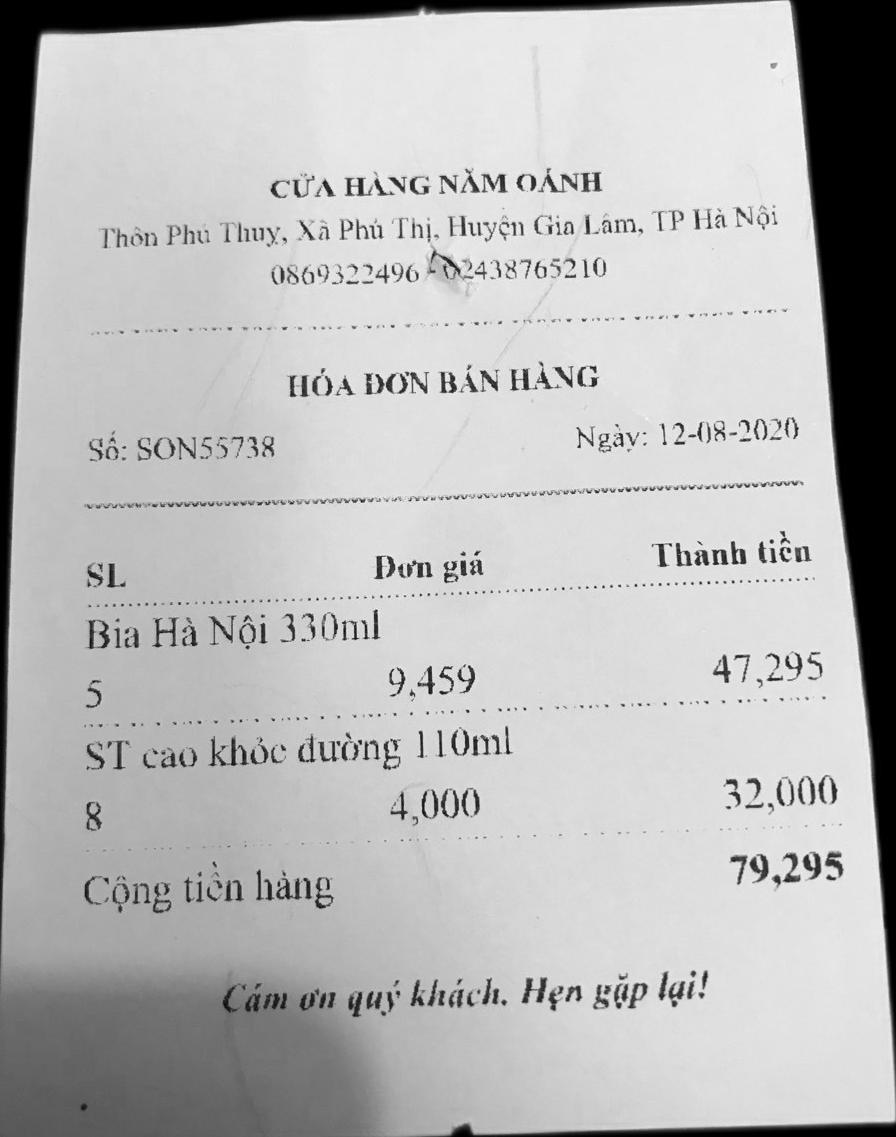 CỬA HÀNG NĂM OÁNH
Thôn Phú Thuỵ, Xã Phú Thị, Huyện Gia Lâm, TP Hà Nội
0869322496 - 02438765210
HÓA ĐƠN BÁN HÀNG
Số: SON55738 Ngày: 12-08-2020
SL Đơn giá Thành tiền
Bia Hà Nội 330ml
5 9,459 47,295
ST cao khỏe đường 110ml
8 4,000 32,000
Cộng tiền hàng 79,295
Cám ơn quý khách. Hẹn gặp lại!